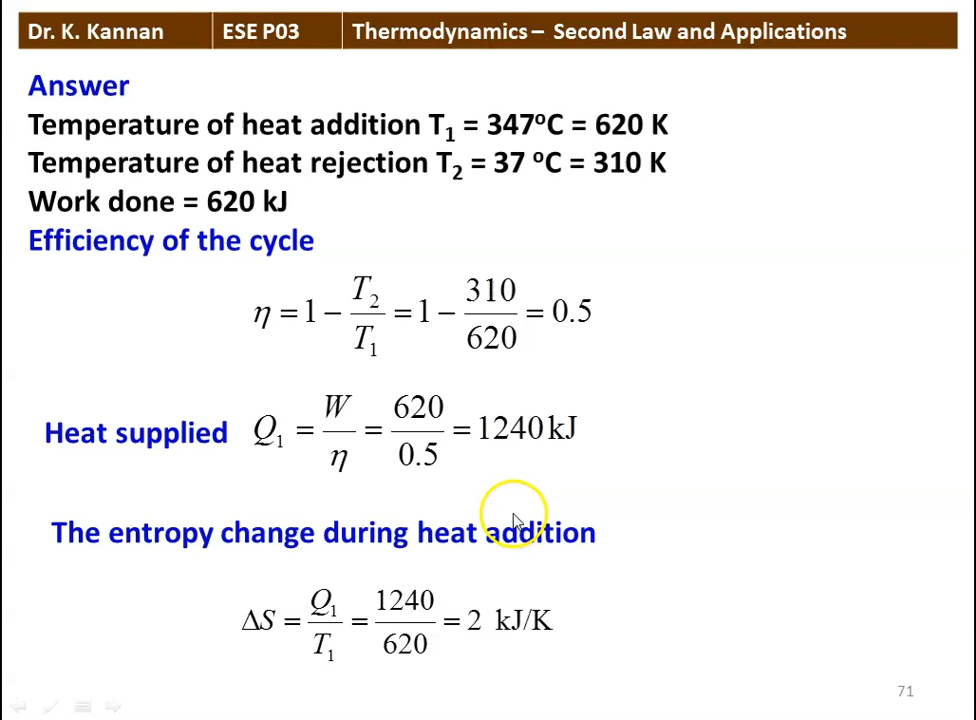 Dr. K. Kannan ESE P03 Thermodynamics – Second Law and Applications
Answer
Temperature of heat addition T₁ = 347°C = 620 K
Temperature of heat rejection T₂ = 37 °C = 310 K
Work done = 620 kJ
Efficiency of the cycle
η = 1 − T₂/T₁ = 1 − 310/620 = 0.5
Heat supplied Q₁ = W/η = 620/0.5 = 1240 kJ
The entropy change during heat addition
ΔS = Q₁/T₁ = 1240/620 = 2 kJ/K
71